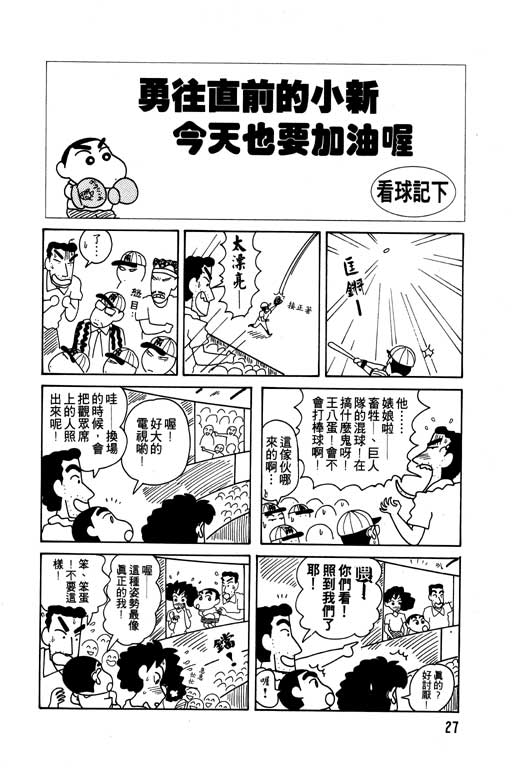 勇往直前的小新
今天也要加油喔
看球記下
匡鏘—
太漂亮—
接正著
了…
瞪目…
他……
婊娘啦—
畜牲—、巨人
隊的混球！在
搞什麼鬼呀！
王八蛋！會不
會打棒球啊！
這傢伙哪
來的啊！
喔！
好大的
電視喲！
哇—換場
的時候，會
把觀眾席
上的人照
出來呢！
喂—
你們看！
照到我們了
耶！
真的？
好討厭！
喔！
喔—
這種姿勢最像
真正的我！
鐺！
笨、笨蛋
！不要這
樣！
27